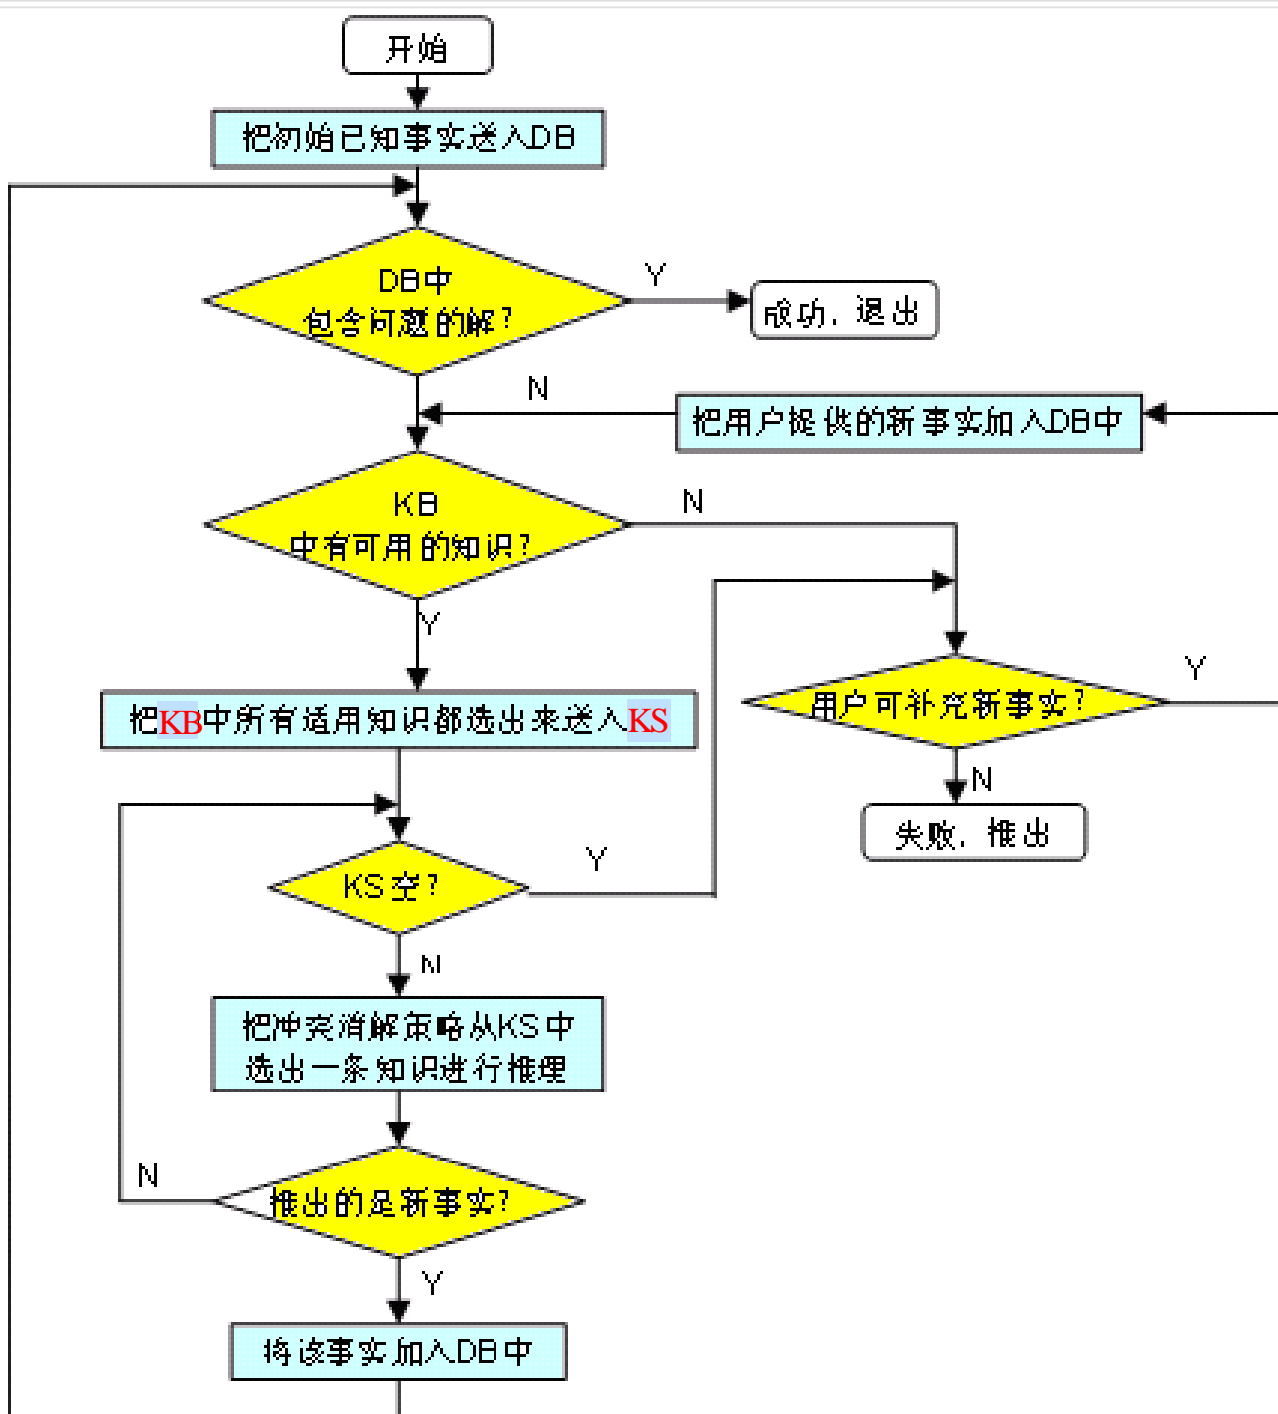 开始
把初始已知事实送入DB
DB中
包含问题的解?
Y
成功, 退出
N
把用户提供的新事实加入DB中
KB
中有可用的知识?
N
Y
把KB中所有适用知识都选出来送入KS
用户可补充新事实?
Y
N
失败, 推出
KS空?
Y
N
把冲突消解策略从KS中
选出一条知识进行推理
推出的是新事实?
N
Y
将该事实加入DB中